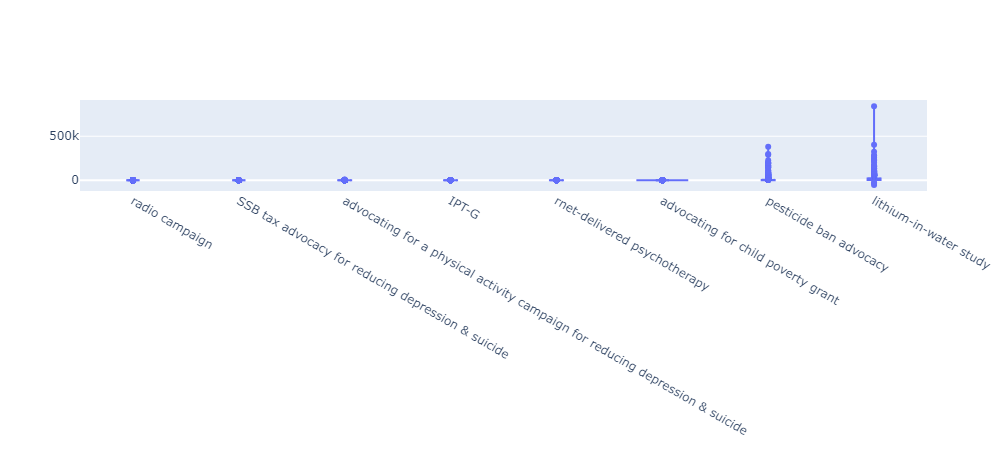 500k
0
radio campaign
SSB tax advocacy for reducing depression & suicide
advocating for a physical activity campaign for reducing depression & suicide
IPT-G
rnet-delivered psychotherapy
advocating for child poverty grant
pesticide ban advocacy
lithium-in-water study